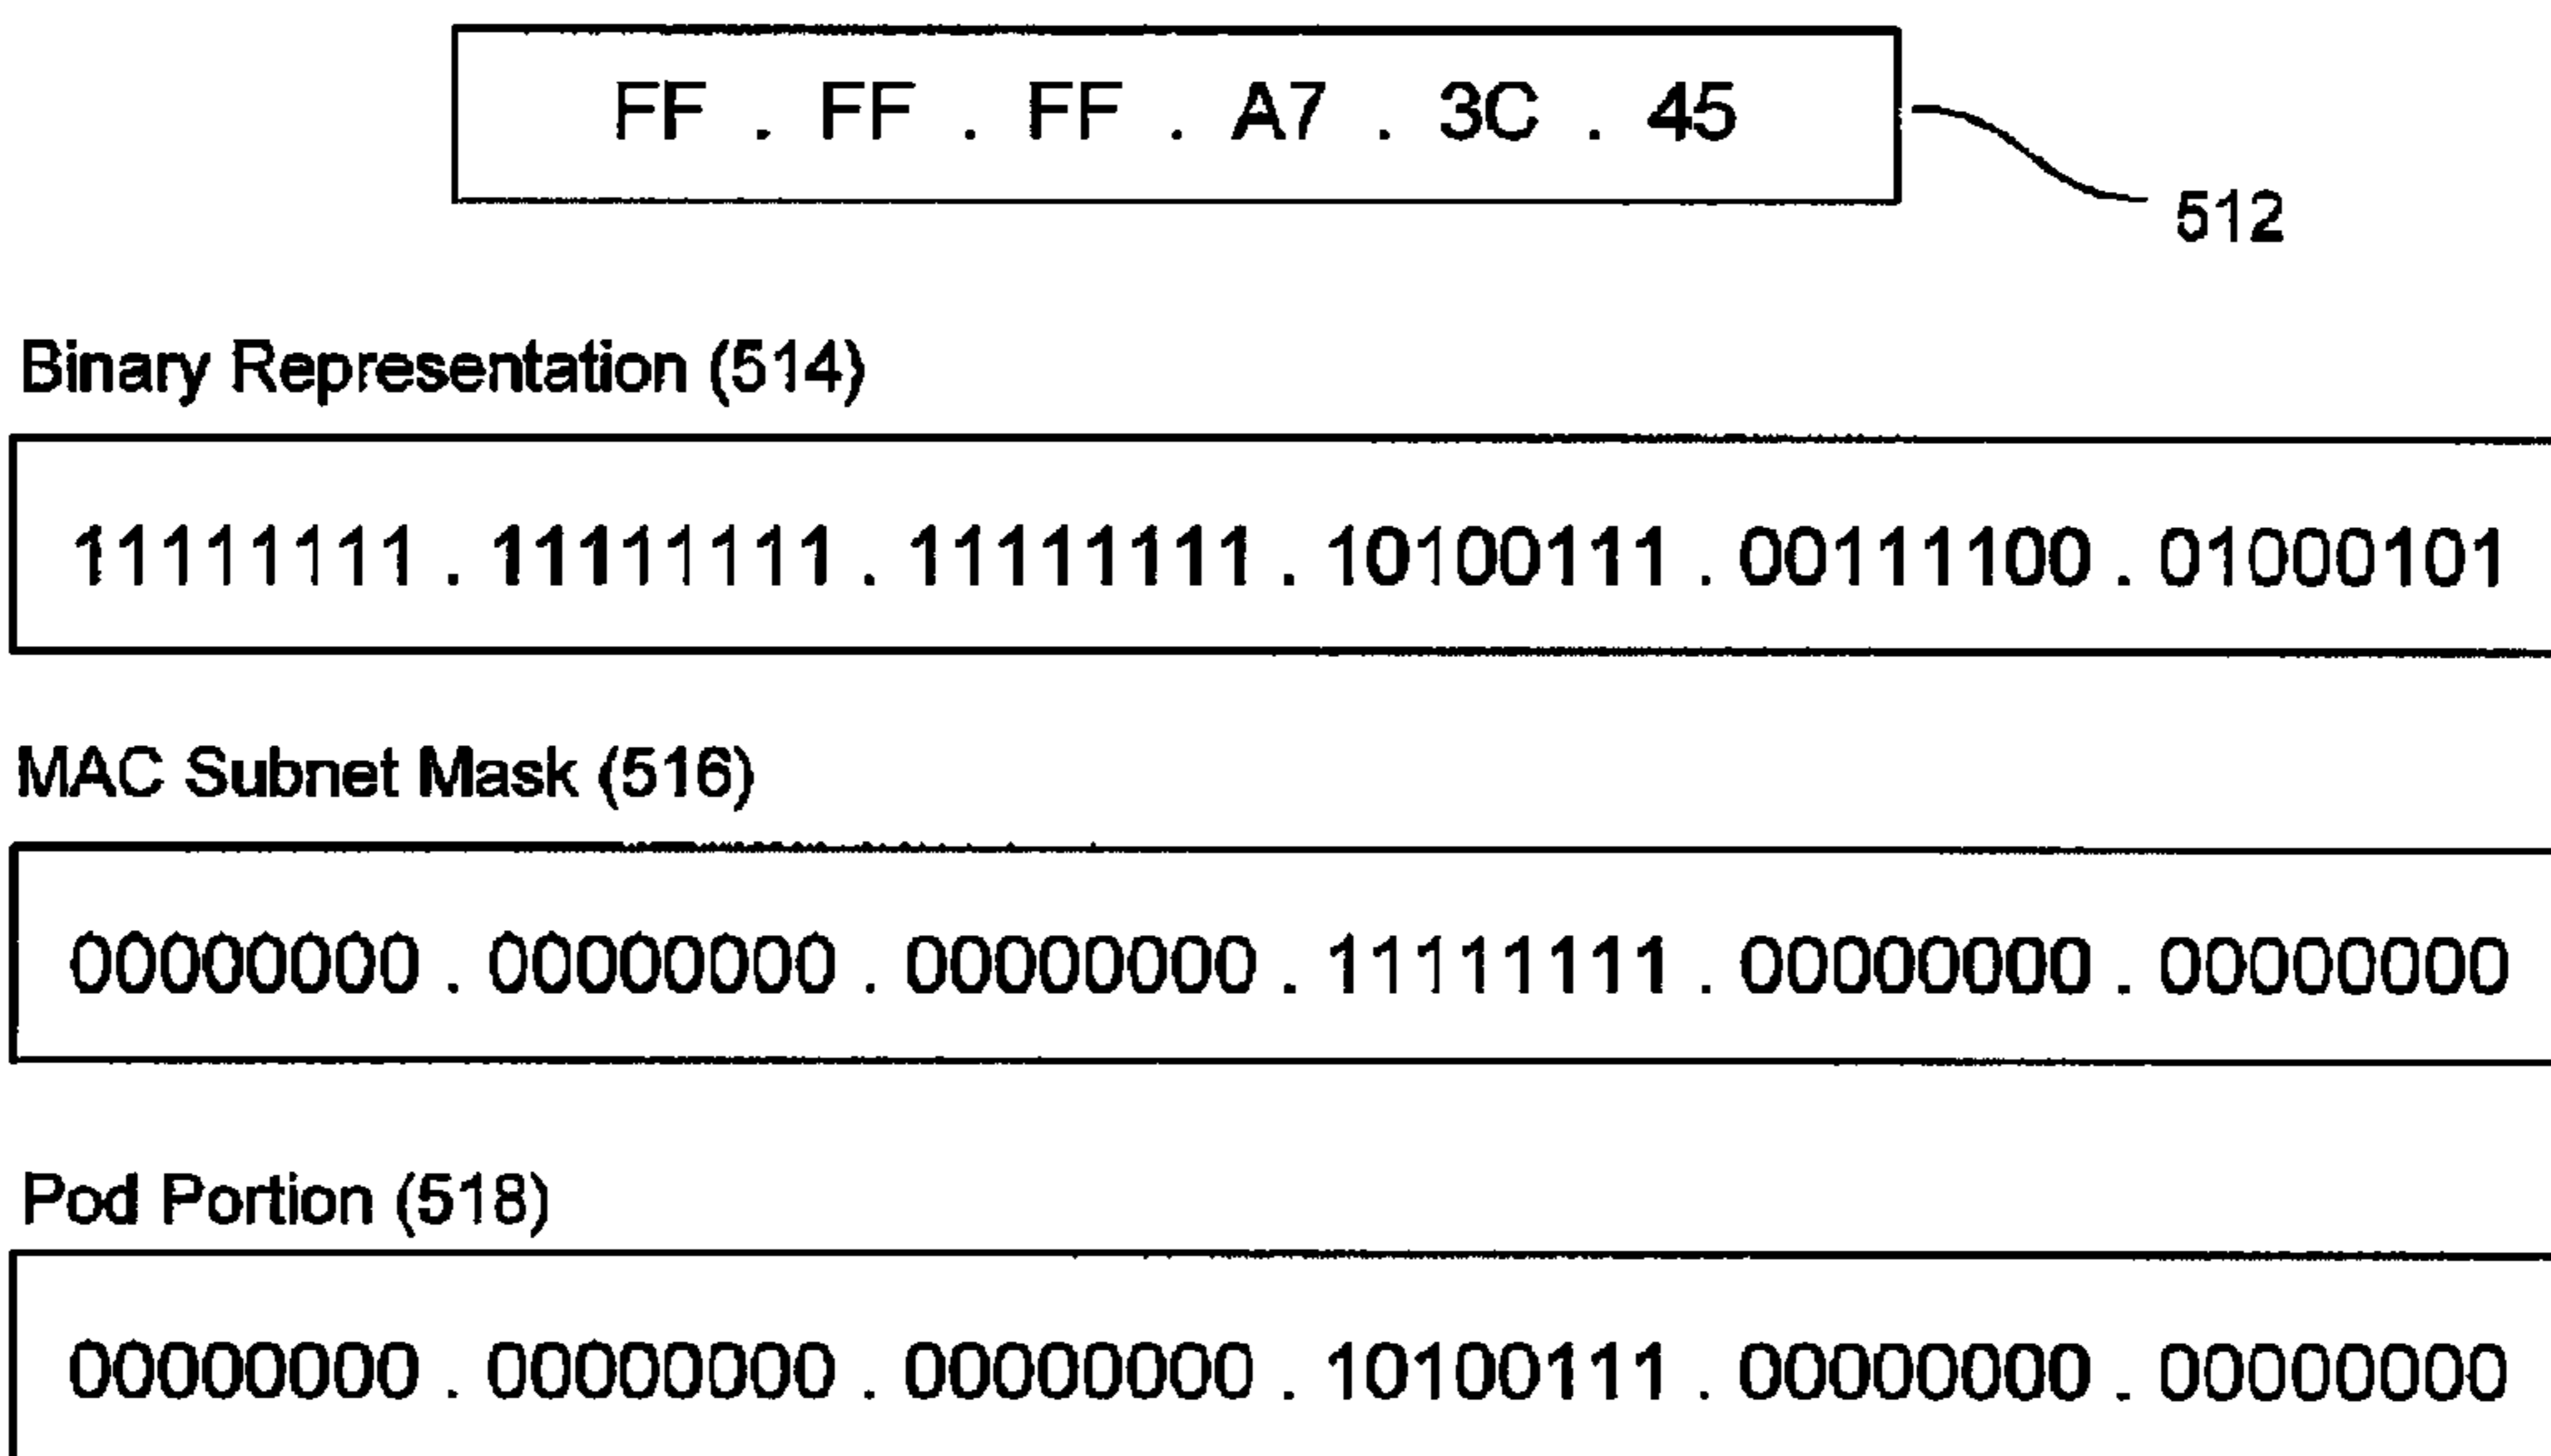 FF . FF . FF . A7 . 3C . 45
512
Binary Representation (514)
11111111 . 11111111 . 11111111 . 10100111 . 00111100 . 01000101
MAC Subnet Mask (516)
00000000 . 00000000 . 00000000 . 11111111 . 00000000 . 00000000
Pod Portion (518)
00000000 . 00000000 . 00000000 . 10100111 . 00000000 . 00000000